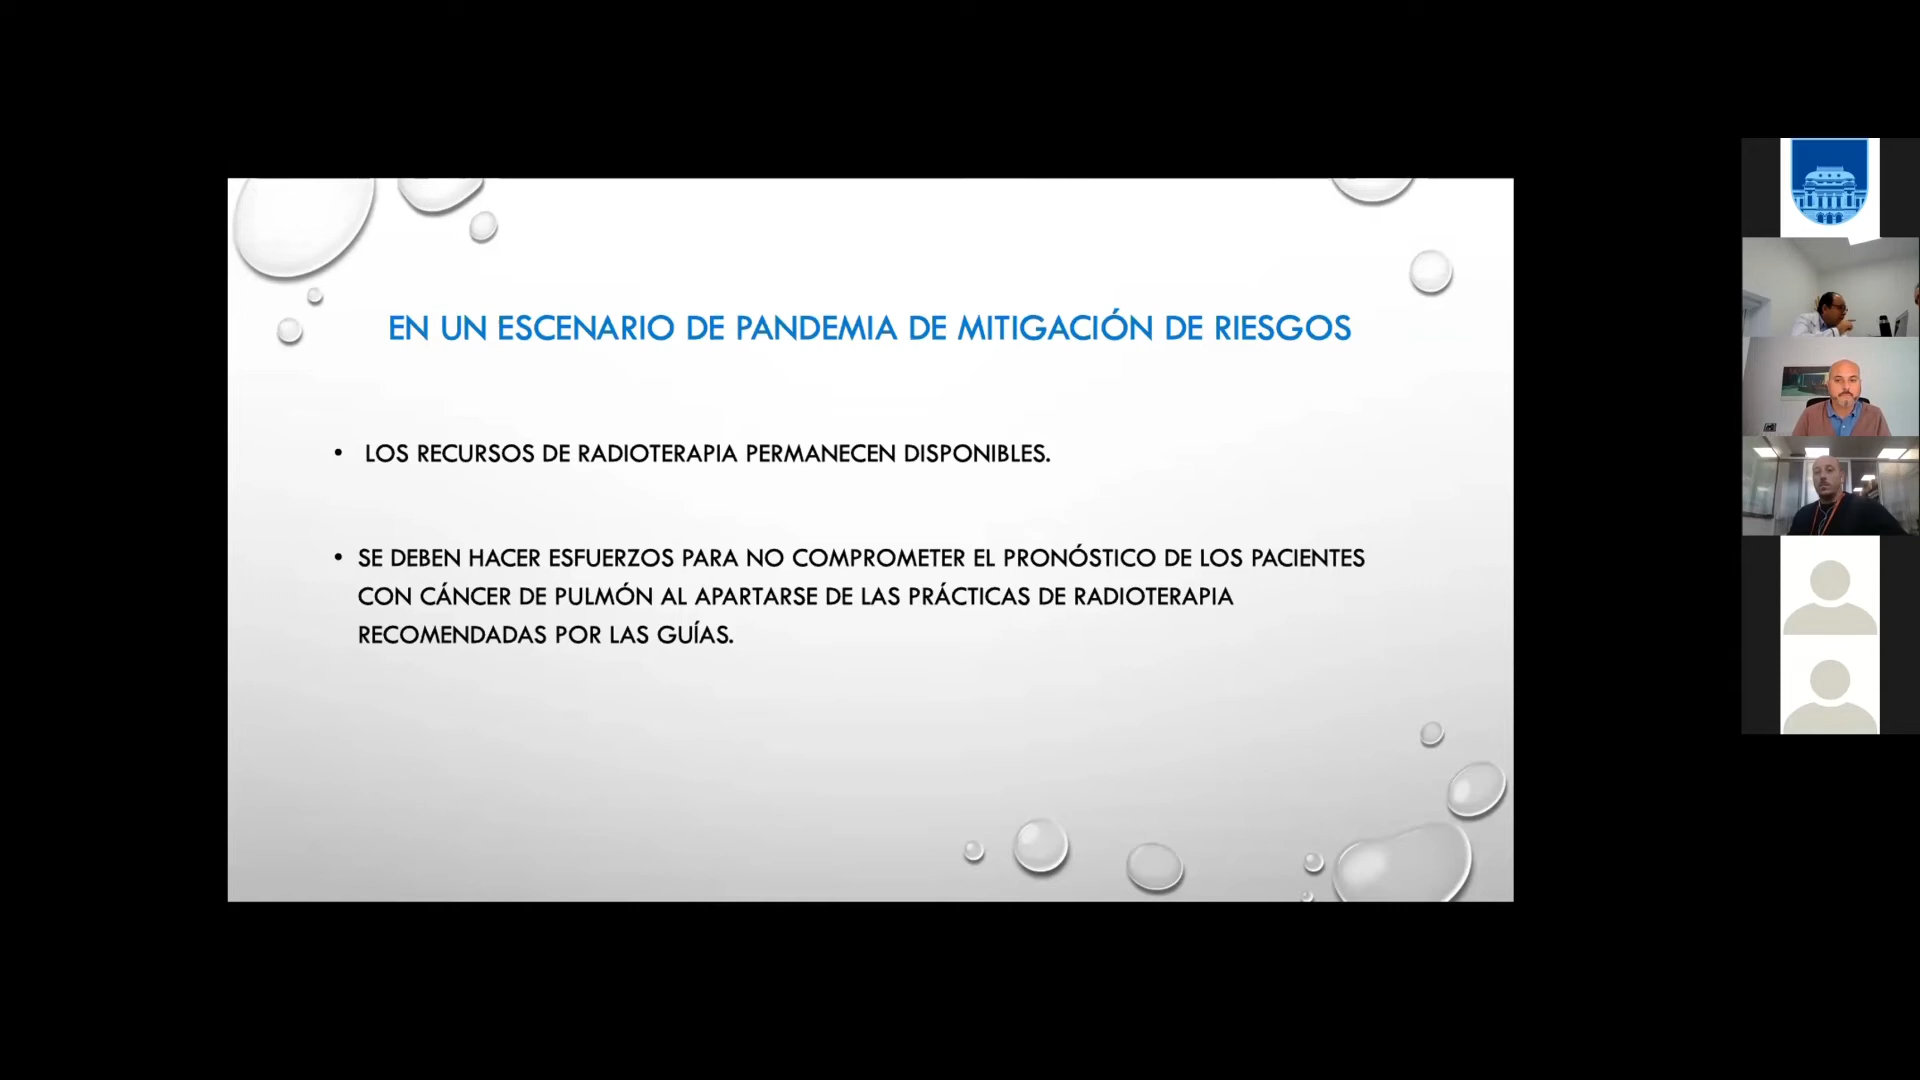 EN UN ESCENARIO DE PANDEMIA DE MITIGACIÓN DE RIESGOS
• LOS RECURSOS DE RADIOTERAPIA PERMANECEN DISPONIBLES.
• SE DEBEN HACER ESFUERZOS PARA NO COMPROMETER EL PRONÓSTICO DE LOS PACIENTES
CON CÁNCER DE PULMÓN AL APARTARSE DE LAS PRÁCTICAS DE RADIOTERAPIA
RECOMENDADAS POR LAS GUÍAS.